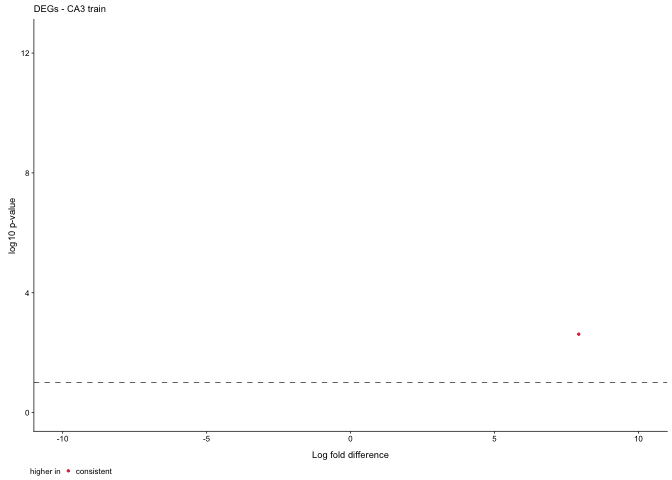 DEGs - CA3 train
12
8
4
0
log10 p-value
-10
-5
0
5
10
Log fold difference
higher in
consistent